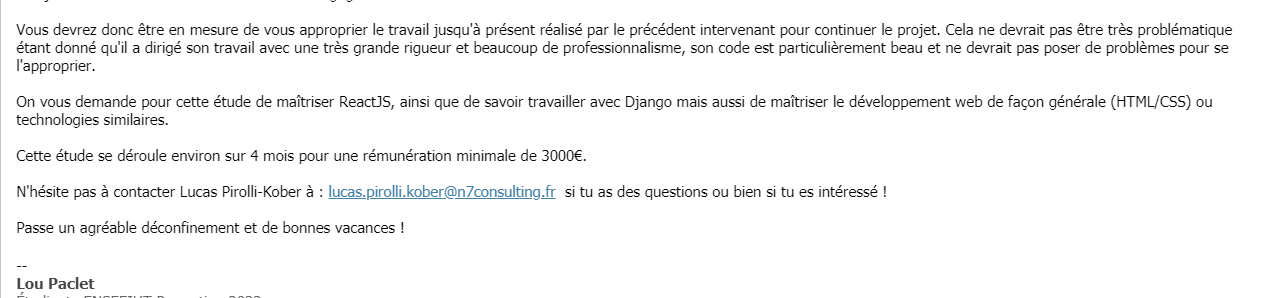 Vous devrez donc être en mesure de vous approprier le travail jusqu'à présent réalisé par le précédent intervenant pour continuer le projet. Cela ne devrait pas être très problématique
étant donné qu'il a dirigé son travail avec une très grande rigueur et beaucoup de professionnalisme, son code est particulièrement beau et ne devrait pas poser de problèmes pour se
l'approprier.
On vous demande pour cette étude de maîtriser ReactJS, ainsi que de savoir travailler avec Django mais aussi de maîtriser le développement web de façon générale (HTML/CSS) ou
technologies similaires.
Cette étude se déroule environ sur 4 mois pour une rémunération minimale de 3000€.
N'hésite pas à contacter Lucas Pirolli-Kober à : lucas.pirolli.kober@n7consulting.fr si tu as des questions ou bien si tu es intéressé !
Passe un agréable déconfinement et de bonnes vacances !
--
Lou Paclet